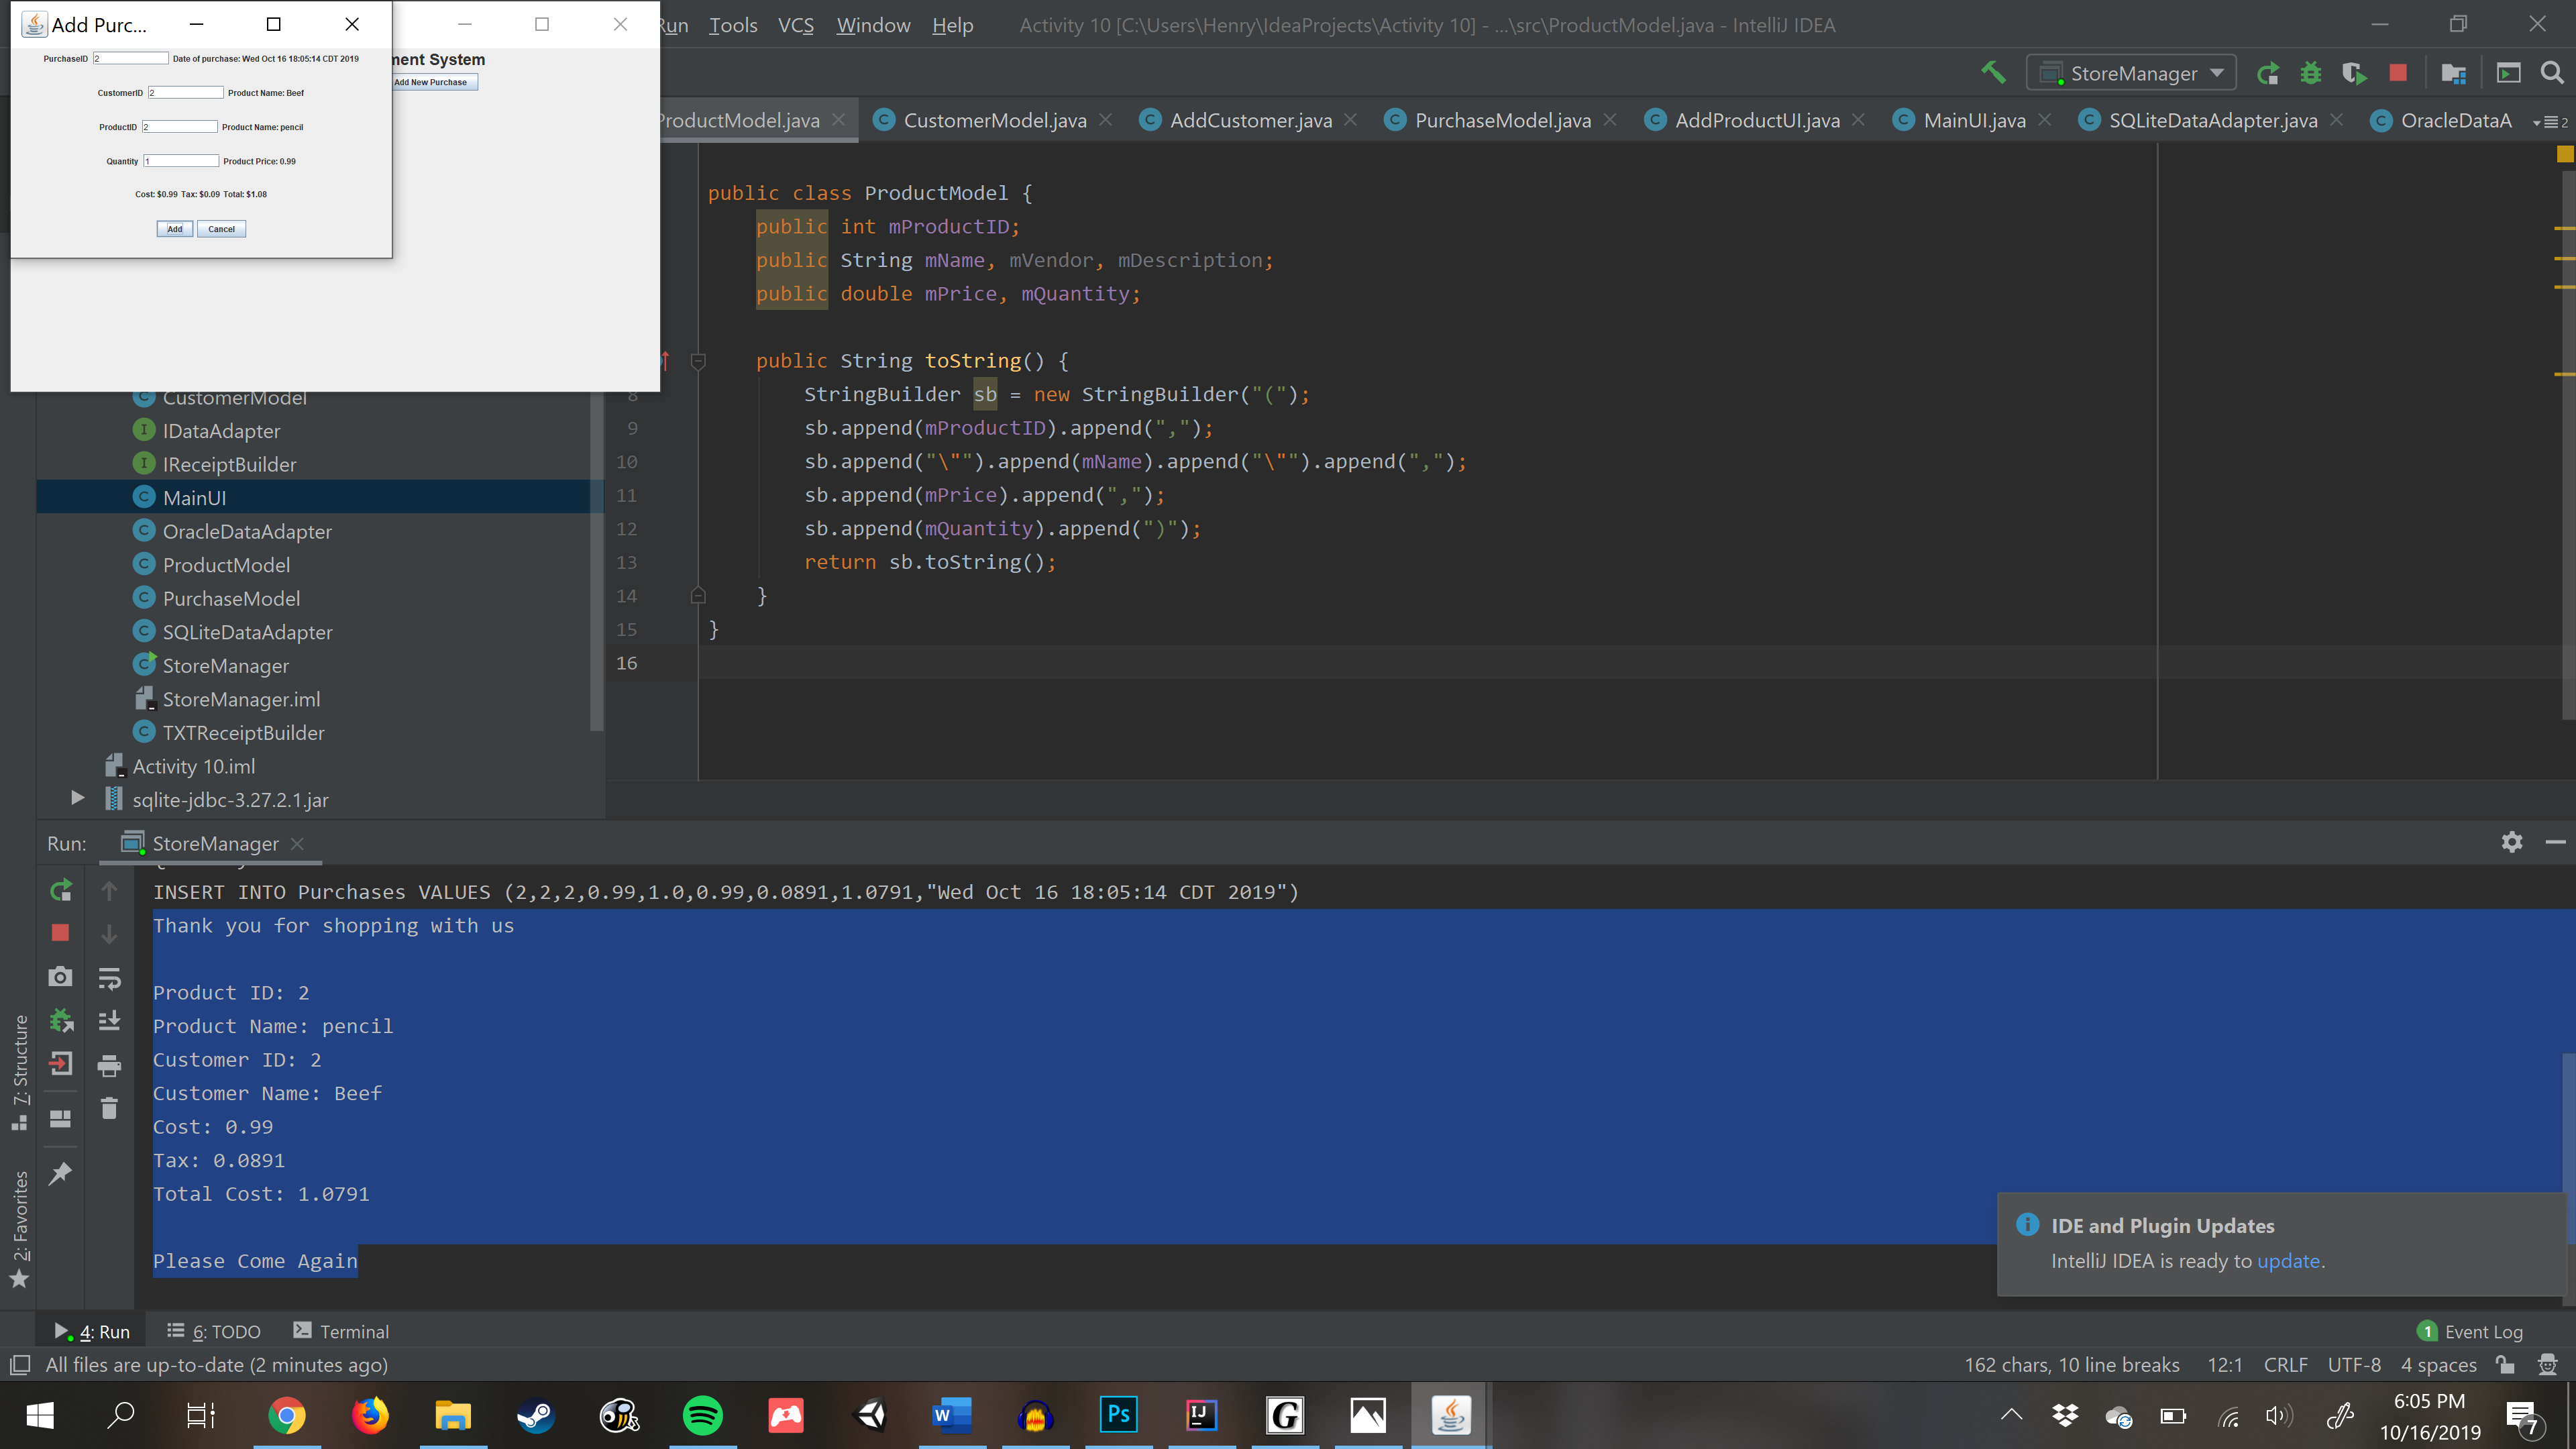 Add Purc...
PurchaseID 2 Date of purchase: Wed Oct 16 18:05:14 CDT 2019
CustomerID 2 Product Name: Beef
ProductID 2 Product Name: pencil
Quantity 1 Product Price: 0.99
Cost: $0.99 Tax: $0.09 Total: $1.08
Add Cancel
ment System
Add New Purchase
Run Tools VCS Window Help Activity 10 [C:\Users\Henry\IdeaProjects\Activity 10] - ...\src\ProductModel.java - IntelliJ IDEA
StoreManager
ProductModel.java CustomerModel.java AddCustomer.java PurchaseModel.java AddProductUI.java MainUI.java SQLiteDataAdapter.java OracleDataA 2
public class ProductModel {
public int mProductID;
public String mName, mVendor, mDescription;
public double mPrice, mQuantity;
public String toString() {
8 StringBuilder sb = new StringBuilder("(");
9 sb.append(mProductID).append(",");
10 sb.append("\"").append(mName).append("\"").append(",");
11 sb.append(mPrice).append(",");
12 sb.append(mQuantity).append(")");
13 return sb.toString();
14 }
15 }
16
CustomerModel
IDataAdapter
IReceiptBuilder
MainUI
OracleDataAdapter
ProductModel
PurchaseModel
SQLiteDataAdapter
StoreManager
StoreManager.iml
TXTReceiptBuilder
Activity 10.iml
sqlite-jdbc-3.27.2.1.jar
Run: StoreManager
INSERT INTO Purchases VALUES (2,2,2,0.99,1.0,0.99,0.0891,1.0791,"Wed Oct 16 18:05:14 CDT 2019")
Thank you for shopping with us
Product ID: 2
Product Name: pencil
Customer ID: 2
Customer Name: Beef
Cost: 0.99
Tax: 0.0891
Total Cost: 1.0791
Please Come Again
7: Structure
2: Favorites
IDE and Plugin Updates
IntelliJ IDEA is ready to update.
4: Run 6: TODO Terminal 1 Event Log
All files are up-to-date (2 minutes ago) 162 chars, 10 line breaks 12:1 CRLF UTF-8 4 spaces
W Ps IJ G
6:05 PM
10/16/2019
7